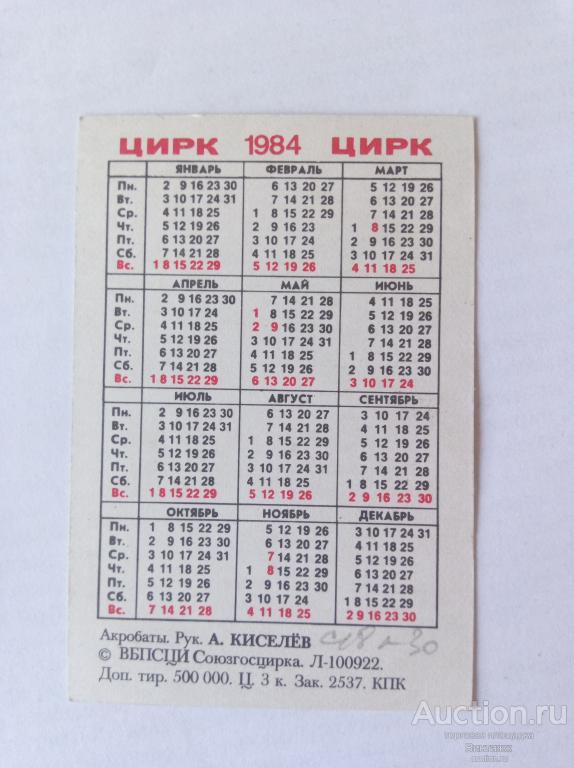 ЦИРК 1984 ЦИРК
ЯНВАРЬ ФЕВРАЛЬ МАРТ
Пн. 2 9 16 23 30 6 13 20 27 5 12 19 26
Вт. 3 10 17 24 31 7 14 21 28 6 13 20 27
Ср. 4 11 18 25 1 8 15 22 29 7 14 21 28
Чт. 5 12 19 26 2 9 16 23 1 8 15 22 29
Пт. 6 13 20 27 3 10 17 24 2 9 16 23 30
Сб. 7 14 21 28 4 11 18 25 3 10 17 24 31
Вс. 1 8 15 22 29 5 12 19 26 4 11 18 25
АПРЕЛЬ МАЙ ИЮНЬ
Пн. 2 9 16 23 30 7 14 21 28 4 11 18 25
Вт. 3 10 17 24 1 8 15 22 29 5 12 19 26
Ср. 4 11 18 25 2 9 16 23 30 6 13 20 27
Чт. 5 12 19 26 3 10 17 24 31 7 14 21 28
Пт. 6 13 20 27 4 11 18 25 1 8 15 22 29
Сб. 7 14 21 28 5 12 19 26 2 9 16 23 30
Вс. 1 8 15 22 29 6 13 20 27 3 10 17 24
ИЮЛЬ АВГУСТ СЕНТЯБРЬ
Пн. 2 9 16 23 30 6 13 20 27 3 10 17 24
Вт. 3 10 17 24 31 7 14 21 28 4 11 18 25
Ср. 4 11 18 25 1 8 15 22 29 5 12 19 26
Чт. 5 12 19 26 2 9 16 23 30 6 13 20 27
Пт. 6 13 20 27 3 10 17 24 31 7 14 21 28
Сб. 7 14 21 28 4 11 18 25 1 8 15 22 29
Вс. 1 8 15 22 29 5 12 19 26 2 9 16 23 30
ОКТЯБРЬ НОЯБРЬ ДЕКАБРЬ
Пн. 1 8 15 22 29 5 12 19 26 3 10 17 24 31
Вт. 2 9 16 23 30 6 13 20 27 4 11 18 25
Ср. 3 10 17 24 31 7 14 21 28 5 12 19 26
Чт. 4 11 18 25 1 8 15 22 29 6 13 20 27
Пт. 5 12 19 26 2 9 16 23 30 7 14 21 28
Сб. 6 13 20 27 3 10 17 24 1 8 15 22 29
Вс. 7 14 21 28 4 11 18 25 2 9 16 23 30
Акробаты. Рук. А. КИСЕЛЁВ
© ВБПСЦИ Союзгосцирка. Л-100922.
Доп. тир. 500 000. Ц. 3 к. Зак. 2537. КПК
Аукцион.ru
торговая площадка
auction.ru